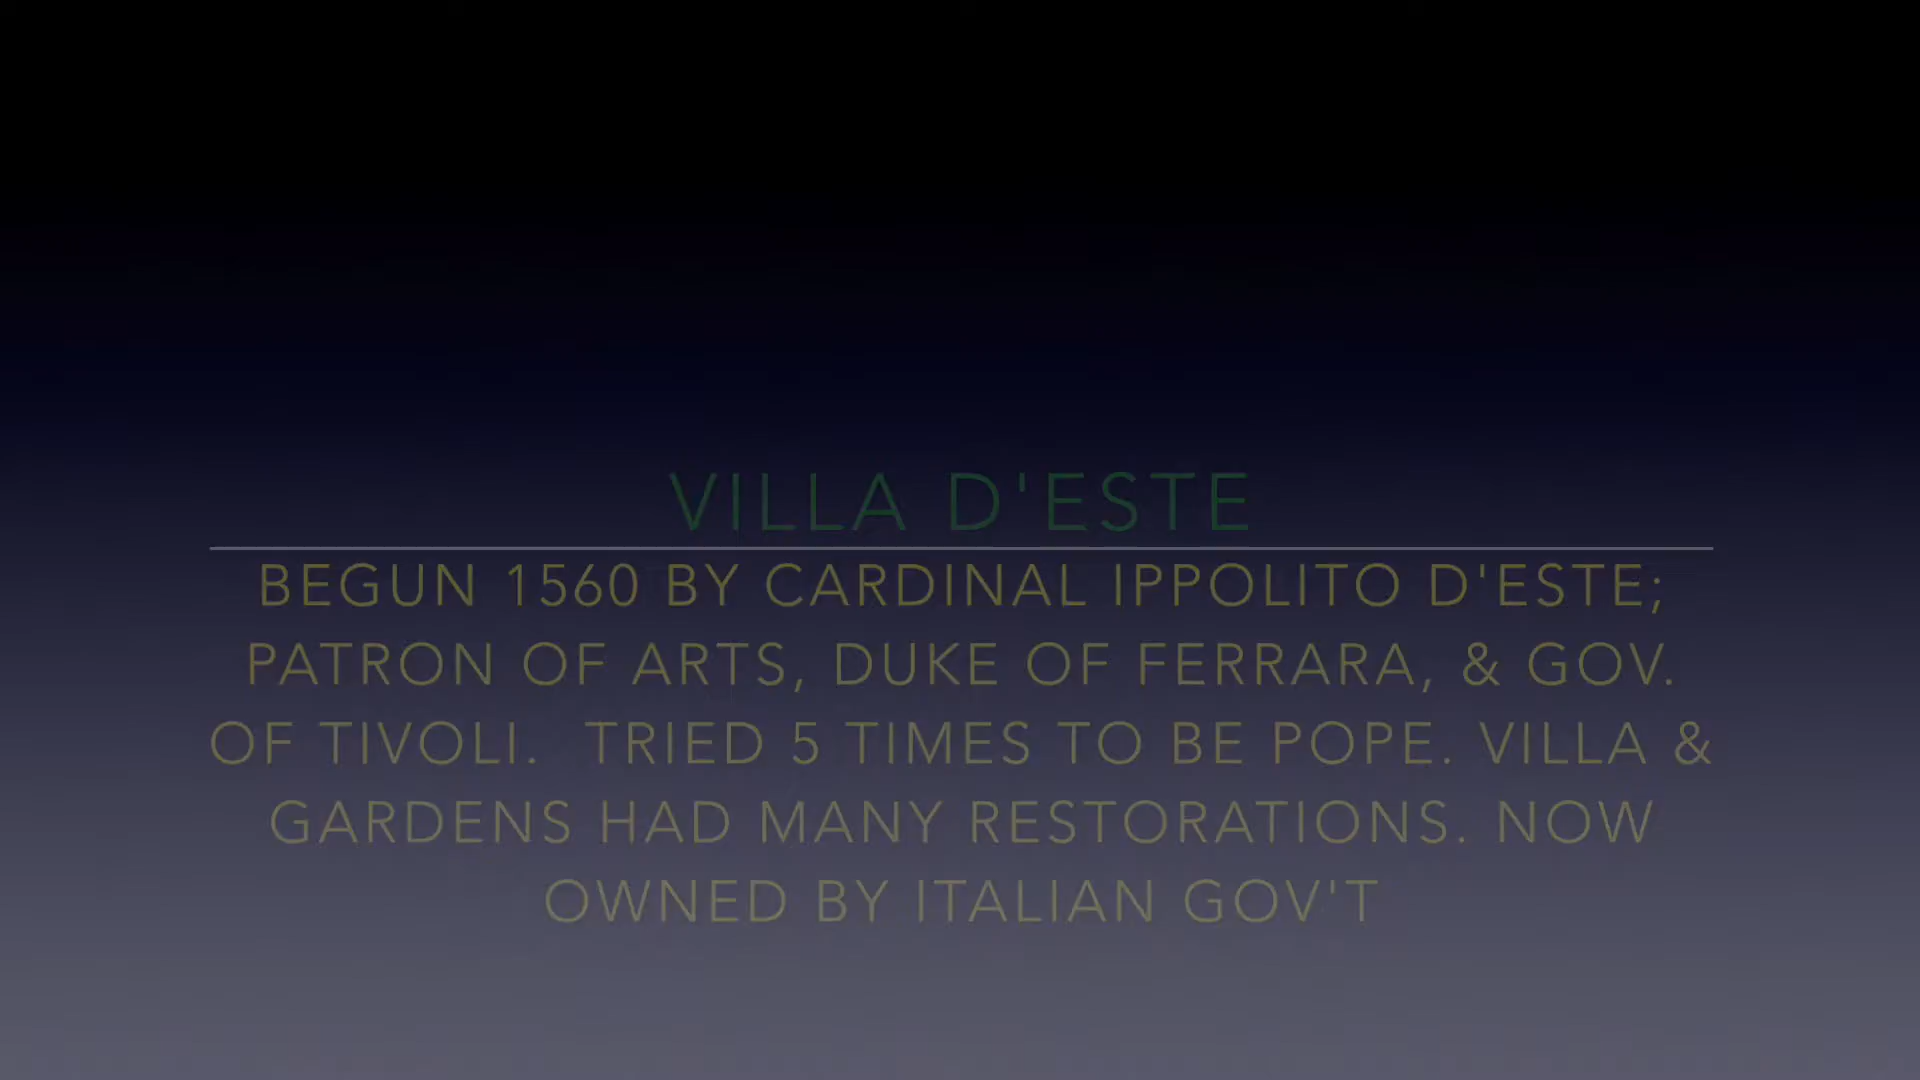 VILLA D'ESTE
BEGUN 1560 BY CARDINAL IPPOLITO D'ESTE;
PATRON OF ARTS, DUKE OF FERRARA, & GOV.
OF TIVOLI.  TRIED 5 TIMES TO BE POPE. VILLA &
GARDENS HAD MANY RESTORATIONS. NOW
OWNED BY ITALIAN GOV'T